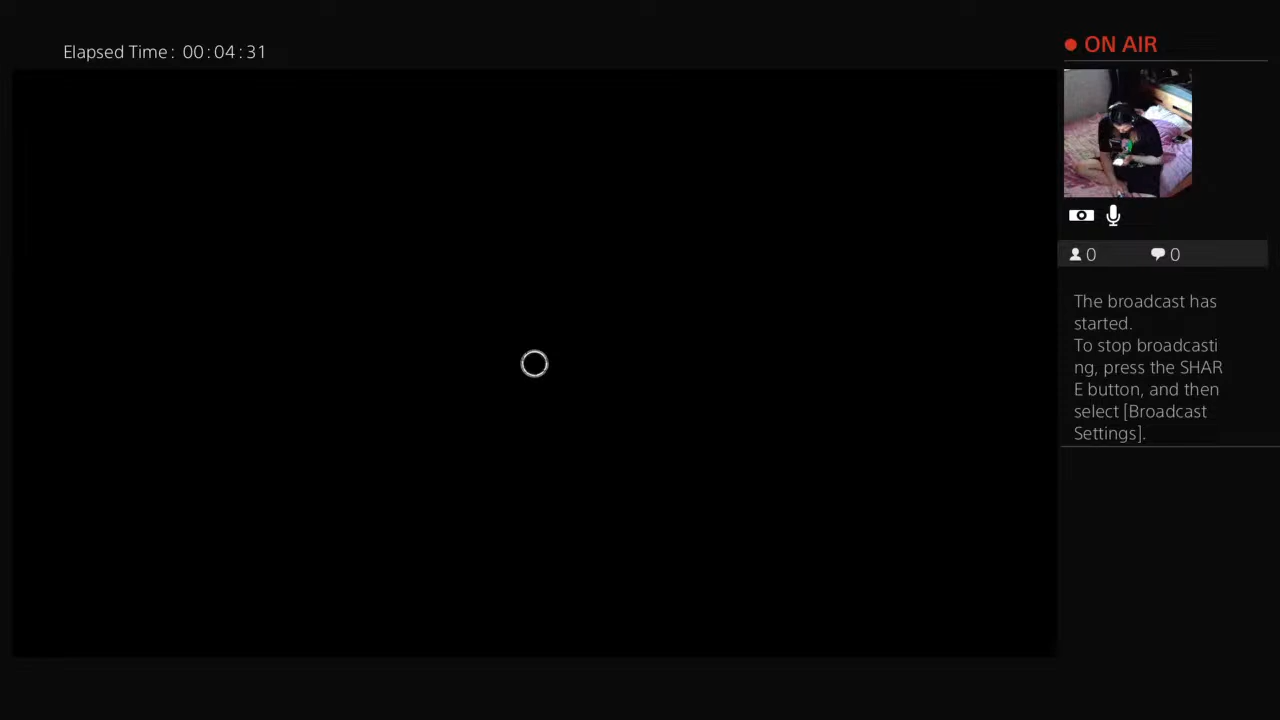 Elapsed Time: 00:04:31
ON AIR
0 0
The broadcast has
started.
To stop broadcasti
ng, press the SHAR
E button, and then
select [Broadcast
Settings].